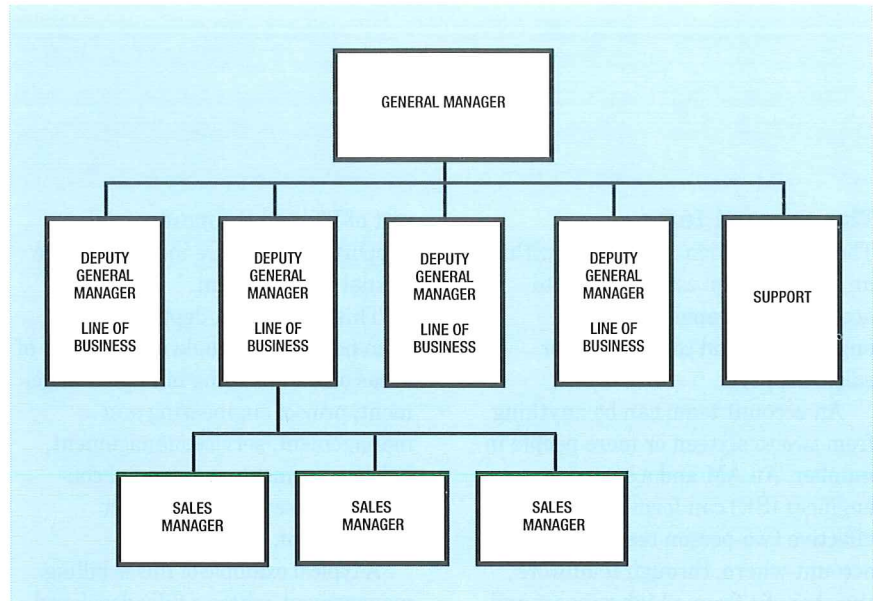 GENERAL MANAGER
DEPUTY
GENERAL
MANAGER
LINE OF
BUSINESS
DEPUTY
GENERAL
MANAGER
LINE OF
BUSINESS
DEPUTY
GENERAL
MANAGER
LINE OF
BUSINESS
DEPUTY
GENERAL
MANAGER
LINE OF
BUSINESS
SUPPORT
SALES
MANAGER
SALES
MANAGER
SALES
MANAGER